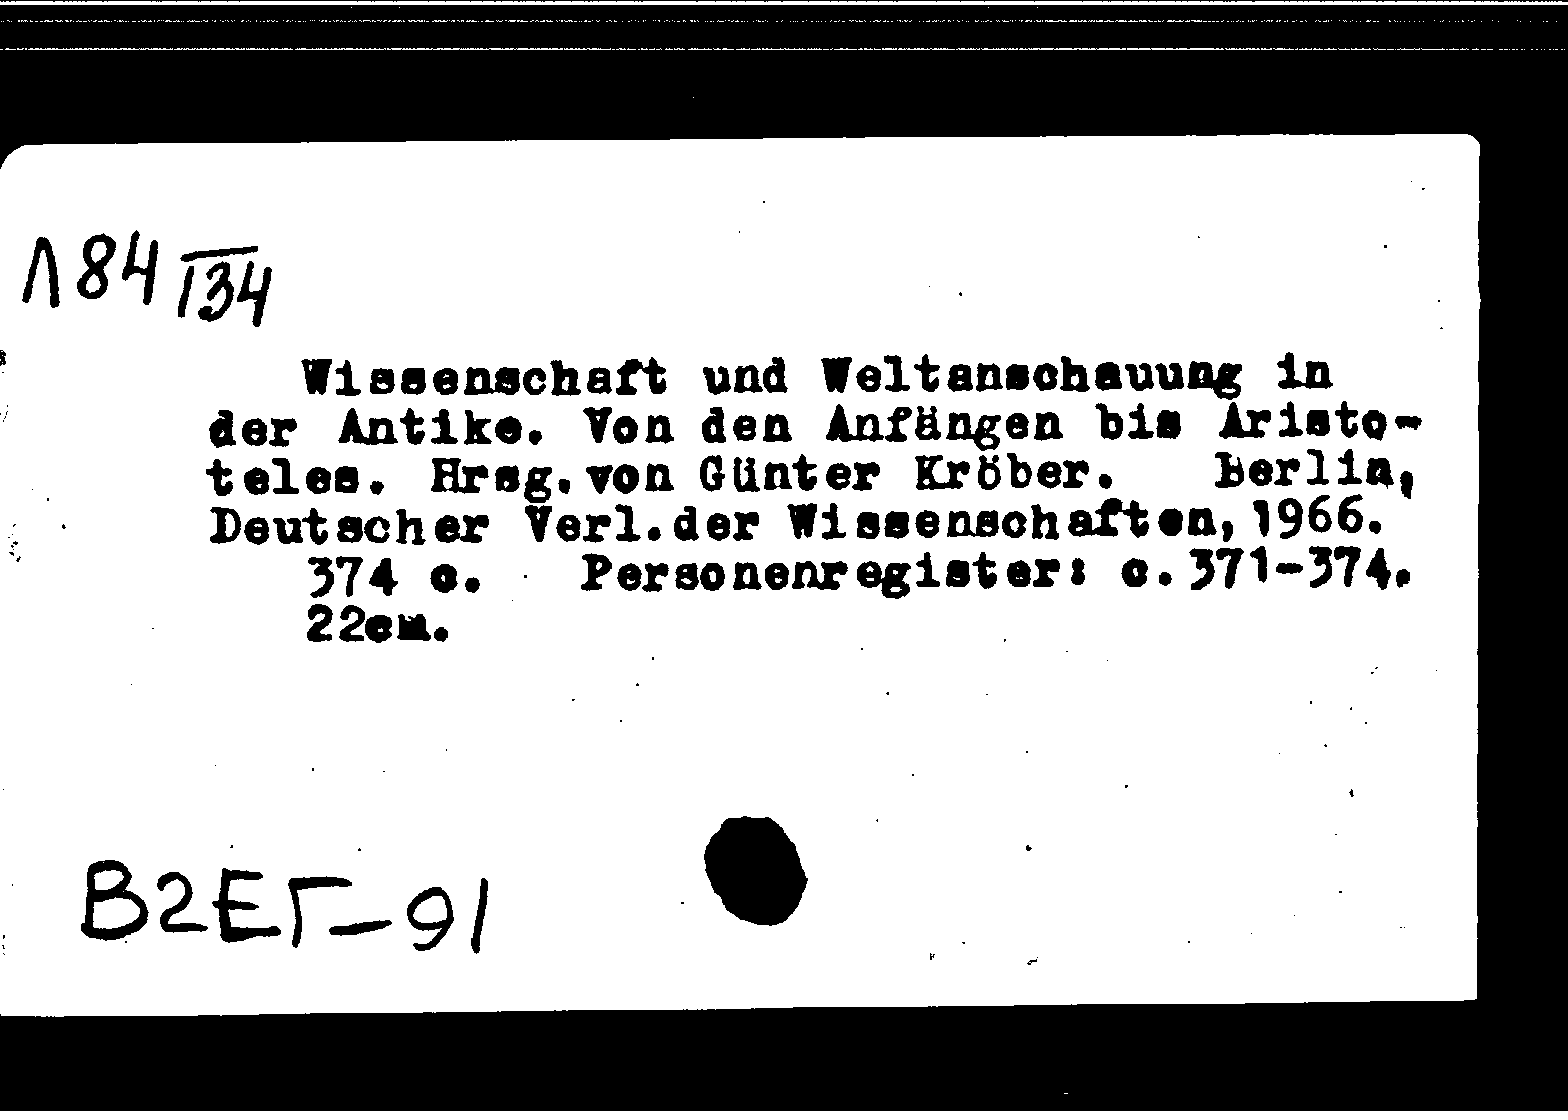 Л84 134
Wissenschaft und Weltanschauung in
der Antike. Von den Anfängen bis Aristo-
teles. Hrsg.von Günter Kröber. Berlin,
Deutscher Verl.der Wissenschaften, 1966.
374 c. Personenregister: c.371-374.
22см.
В2ЕГ-91